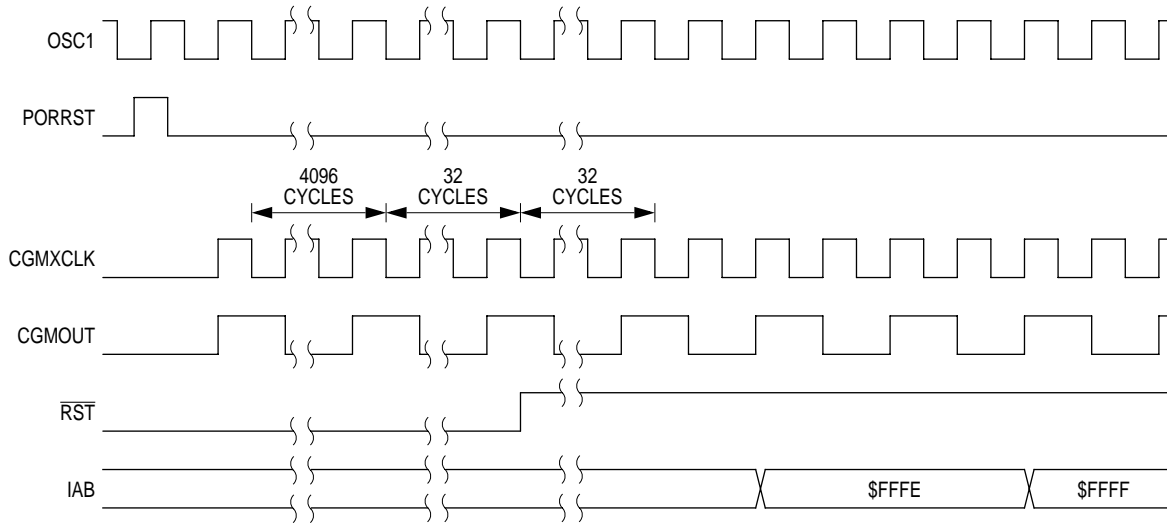 OSC1
PORRST
4096
CYCLES
32
CYCLES
32
CYCLES
CGMXCLK
CGMOUT
RST
IAB
$FFFE
$FFFF